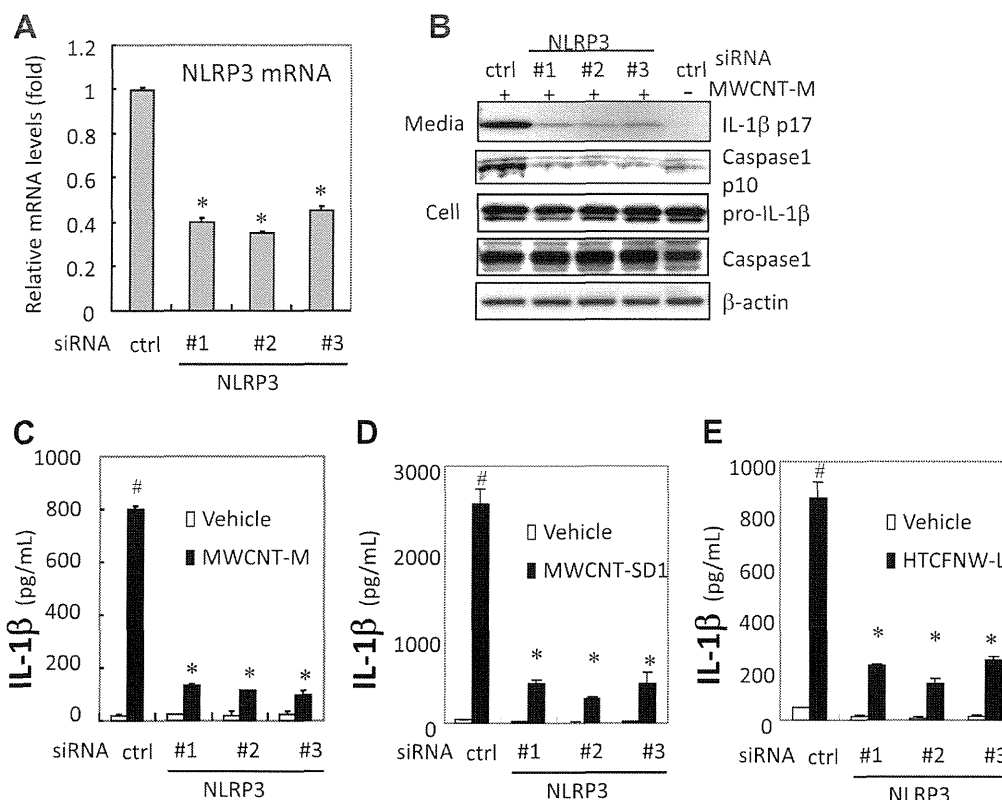 A
1.2
1
0.8
0.6
0.4
0.2
0
Relative mRNA levels (fold)
NLRP3 mRNA
* * *
siRNA ctrl #1 #2 #3
NLRP3
B
NLRP3
ctrl #1 #2 #3 ctrl siRNA
+ + + + - MWCNT-M
Media IL-1β p17
Caspase1
p10
Cell pro-IL-1β
Caspase1
β-actin
C
1000
800
600
400
200
0
IL-1β (pg/mL)
#
Vehicle
MWCNT-M
* * *
siRNA ctrl #1 #2 #3
NLRP3
D
3000
2000
1000
0
IL-1β (pg/mL)
#
Vehicle
MWCNT-SD1
* * *
siRNA ctrl #1 #2 #3
NLRP3
E
1000
800
600
400
200
0
IL-1β (pg/mL)
#
Vehicle
HTCFNW-L
* * *
siRNA ctrl #1 #2 #3
NLRP3